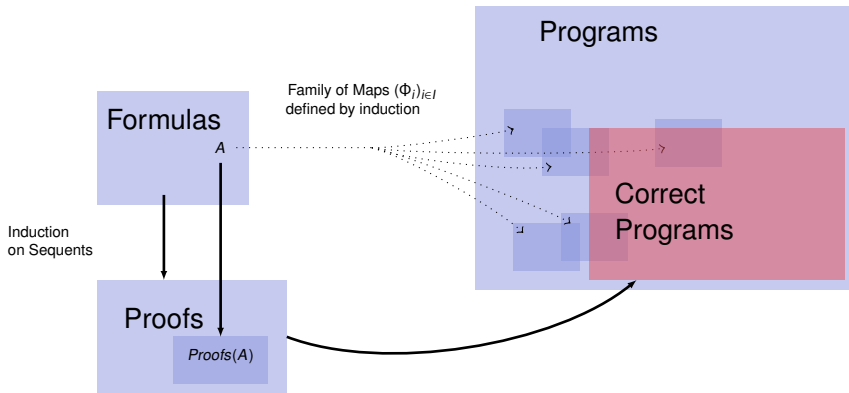 Programs
Family of Maps (Φi)i∈I
defined by induction
Formulas
A
Correct
Programs
Induction
on Sequents
Proofs
Proofs(A)